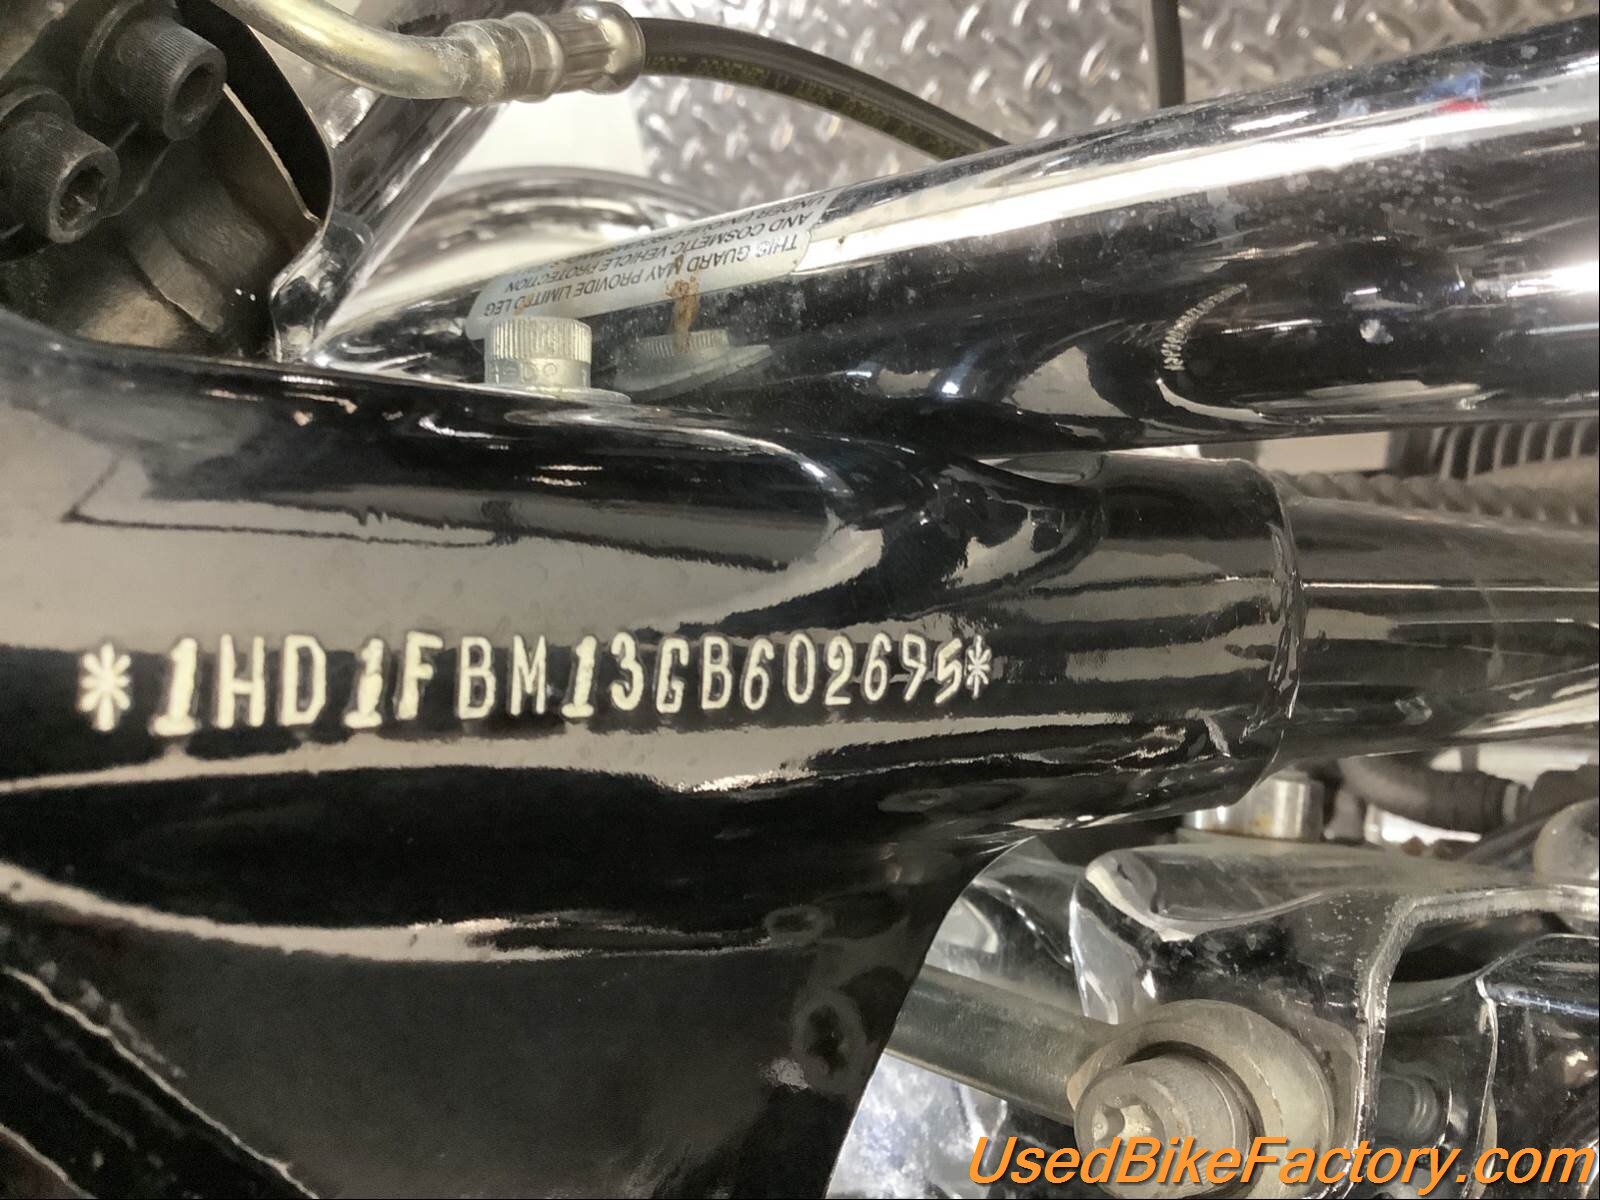 THIS GUARD MAY PROVIDE LIMITED LEG
AND COSMETIC VEHICLE PROTECTION
*1HD1FBM13GB602695*
UsedBikeFactory.com